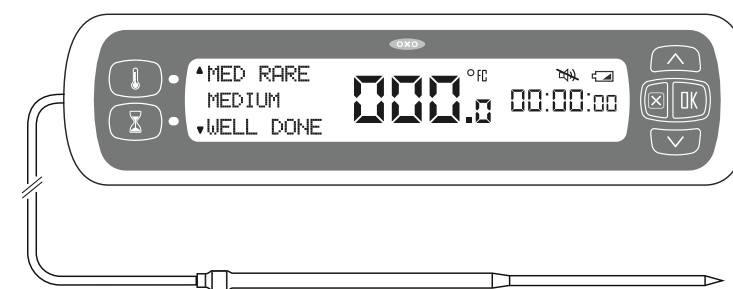 OXO
MED RARE
MEDIUM
WELL DONE
000.0
°FC
00:00:00
OK